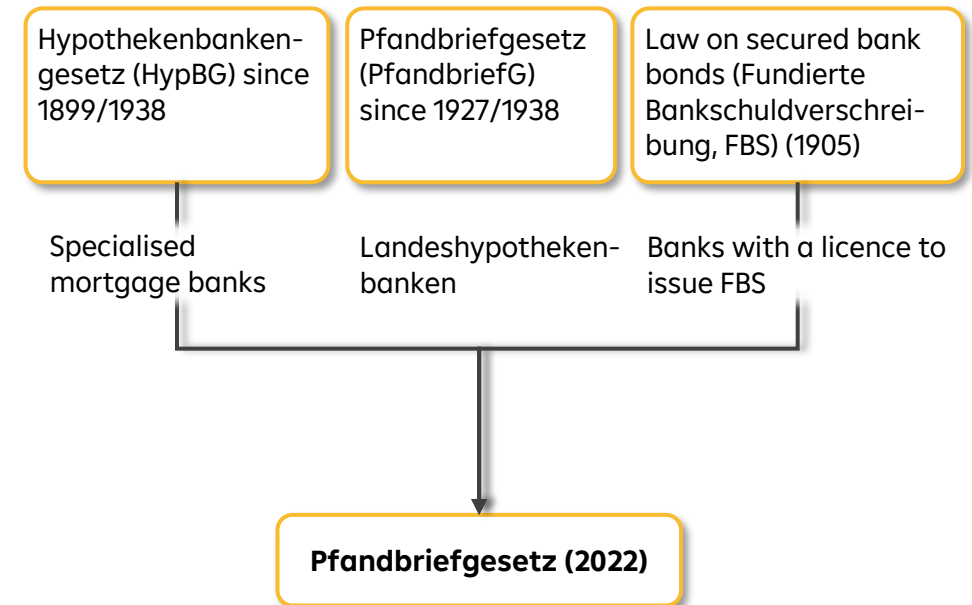 Hypothekenbanken-
gesetz (HypBG) since
1899/1938
Pfandbriefgesetz
(PfandbriefG)
since 1927/1938
Law on secured bank
bonds (Fundierte
Bankschuldverschrei-
bung, FBS) (1905)
Specialised
mortgage banks
Landeshypotheken-
banken
Banks with a licence to
issue FBS
Pfandbriefgesetz (2022)